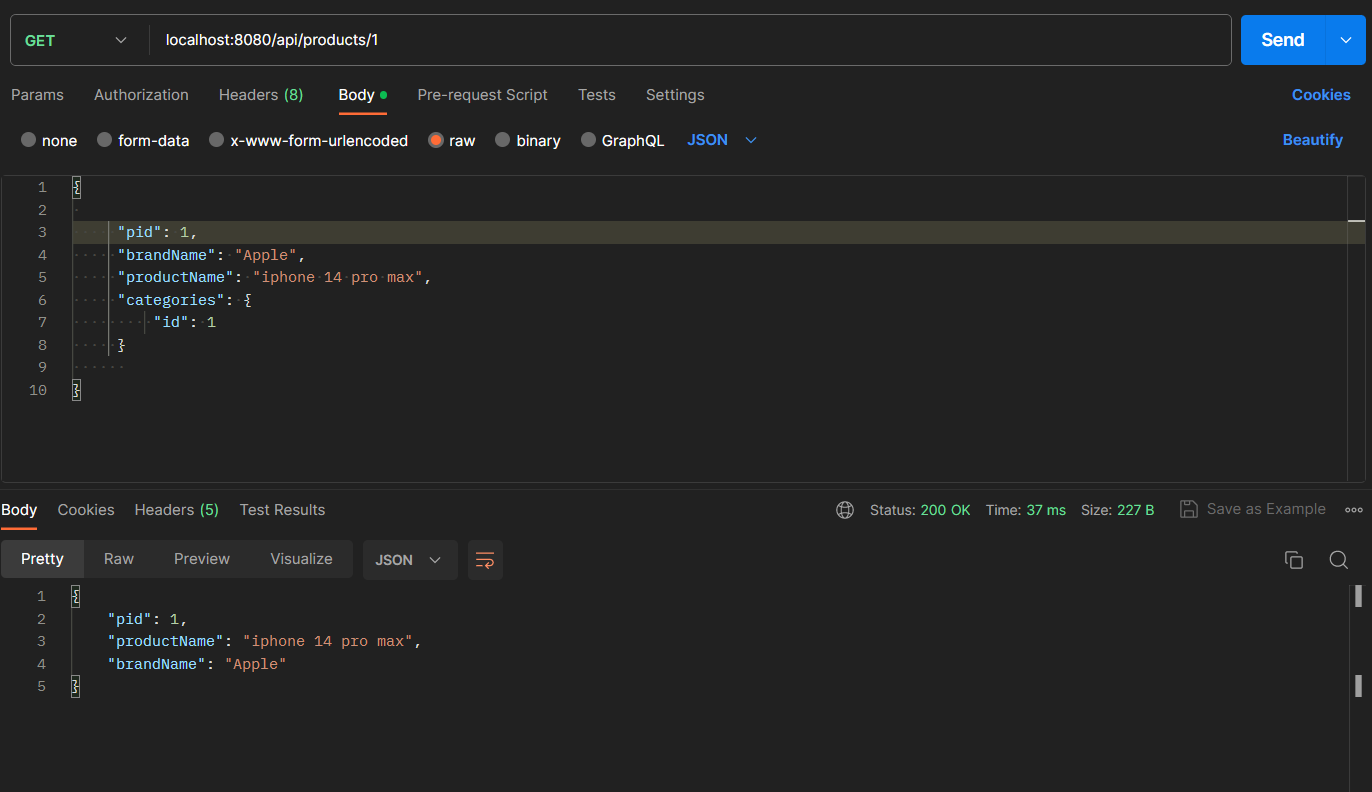 GET localhost:8080/api/products/1 Send
Params Authorization Headers (8) Body Pre-request Script Tests Settings Cookies
none form-data x-www-form-urlencoded raw binary GraphQL JSON Beautify
1 {
2
3 "pid": 1,
4 "brandName": "Apple",
5 "productName": "iphone 14 pro max",
6 "categories": {
7 "id": 1
8 }
9
10 }
Body Cookies Headers (5) Test Results Status: 200 OK Time: 37 ms Size: 227 B Save as Example
Pretty Raw Preview Visualize JSON
1 {
2 "pid": 1,
3 "productName": "iphone 14 pro max",
4 "brandName": "Apple"
5 }